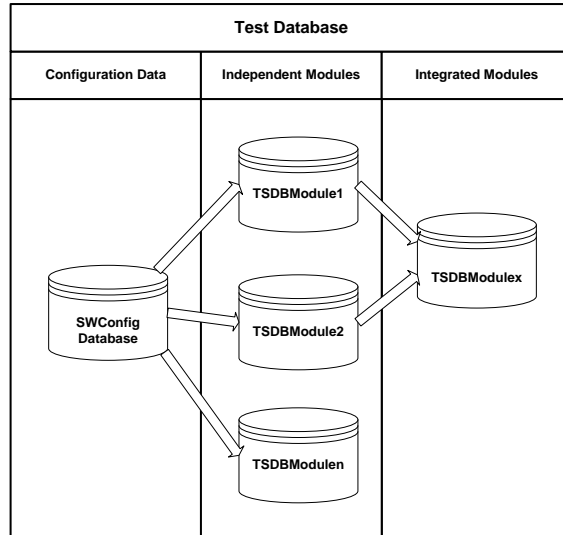 Test Database
Configuration Data
Independent Modules
Integrated Modules
TSDBModule1
TSDBModulex
SWConfig
Database
TSDBModule2
TSDBModulen